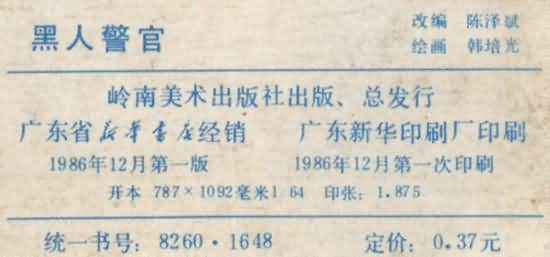 黑人警官
改编 陈泽斌
绘画 韩培光
岭南美术出版社出版、总发行
广东省新华书店经销 广东新华印刷厂印刷
1986年12月第一版 1986年12月第一次印刷
开本 787×1092毫米1 64 印张: 1.875
统一书号: 8260·1648 定价: 0.37元